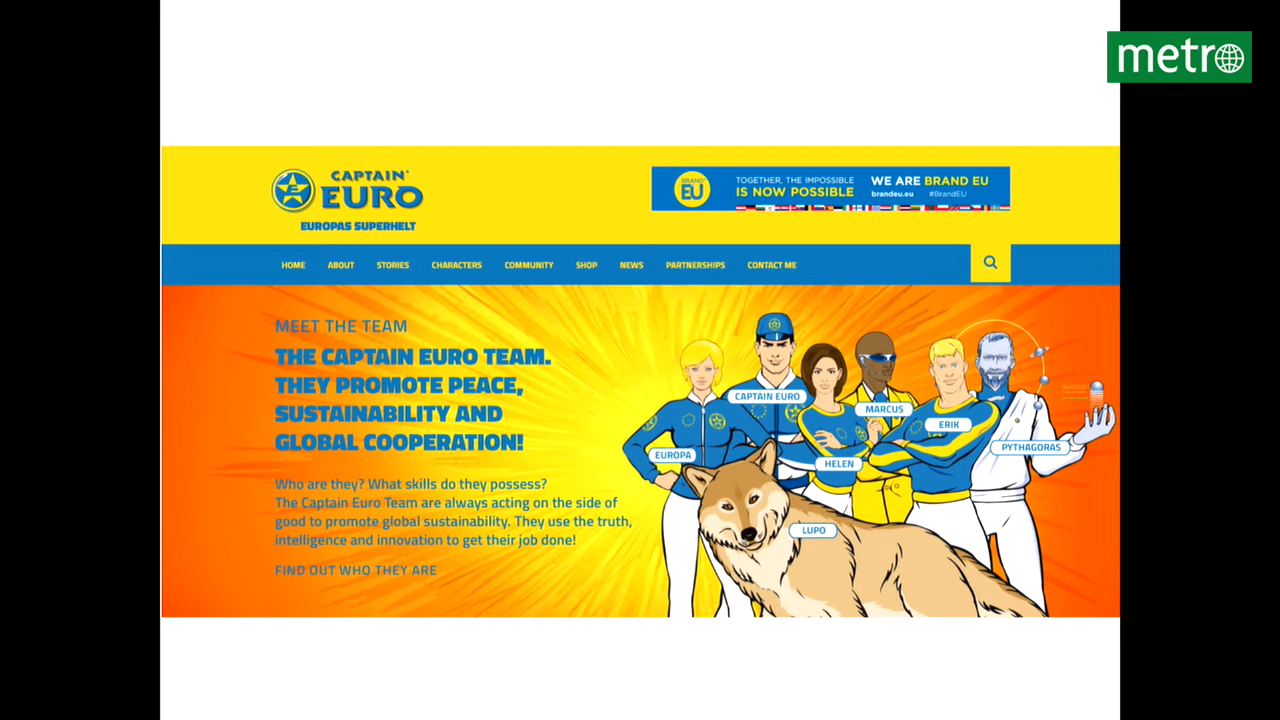 metro
CAPTAIN
EURO
EUROPAS SUPERHELT
BRAND
EU
TOGETHER, THE IMPOSSIBLE
IS NOW POSSIBLE
WE ARE BRAND EU
brandeu.eu #BrandEU
HOME ABOUT STORIES CHARACTERS COMMUNITY SHOP NEWS PARTNERSHIPS CONTACT ME
MEET THE TEAM
THE CAPTAIN EURO TEAM.
THEY PROMOTE PEACE,
SUSTAINABILITY AND
GLOBAL COOPERATION!
Who are they? What skills do they possess?
The Captain Euro Team are always acting on the side of
good to promote global sustainability. They use the truth,
intelligence and innovation to get their job done!
FIND OUT WHO THEY ARE
CAPTAIN EURO
MARCUS
ERIK
PYTHAGORAS
EUROPA
HELEN
LUPO